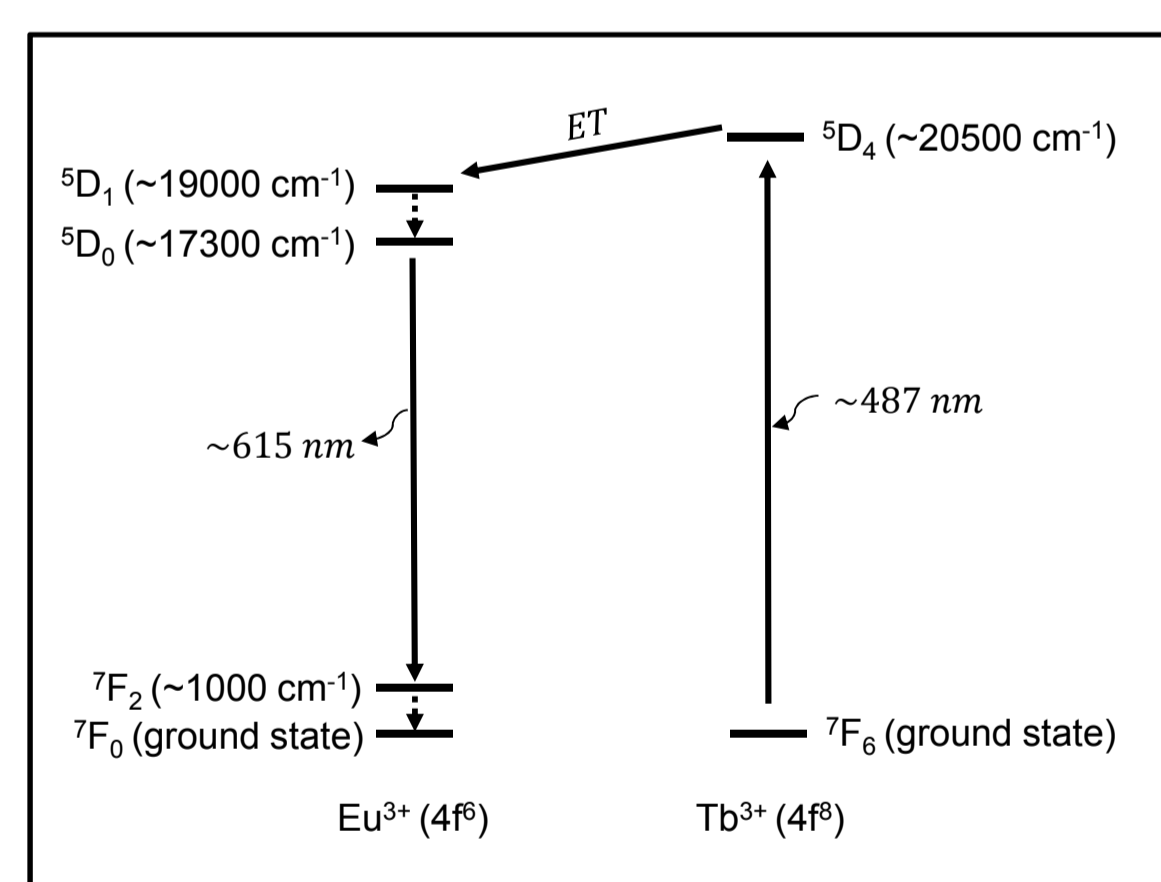 ET
⁵D₄ (~20500 cm⁻¹)
⁵D₁ (~19000 cm⁻¹)
⁵D₀ (~17300 cm⁻¹)
~487 nm
~615 nm
⁷F₂ (~1000 cm⁻¹)
⁷F₀ (ground state)
⁷F₆ (ground state)
Eu³⁺ (4f⁶)
Tb³⁺ (4f⁸)